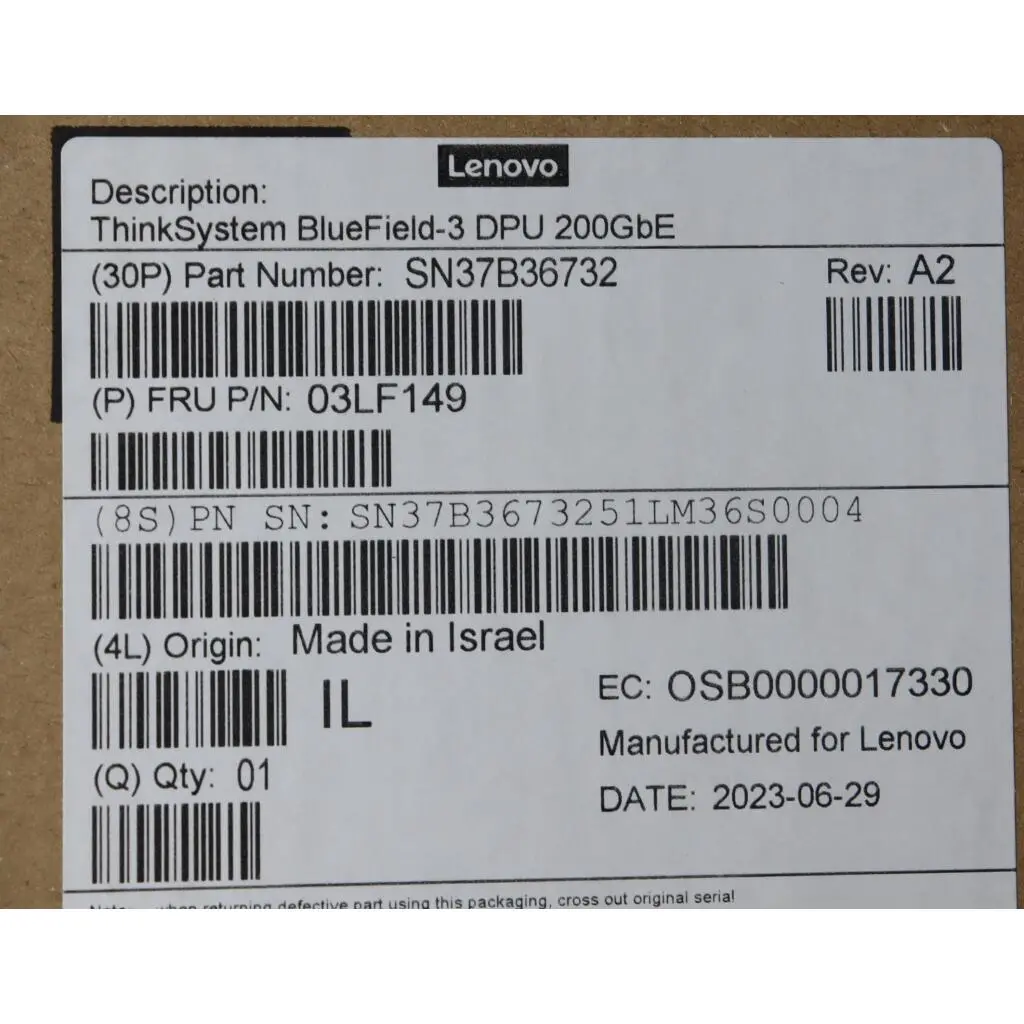 Lenovo
Description:
ThinkSystem BlueField-3 DPU 200GbE
(30P) Part Number: SN37B36732
Rev: A2
(P) FRU P/N: 03LF149
(8S)PN SN:SN37B3673251LM36S0004
(4L) Origin: Made in Israel
IL
EC: OSB0000017330
Manufactured for Lenovo
(Q) Qty: 01
DATE: 2023-06-29
when returning defective part using this packaging, cross out original serial